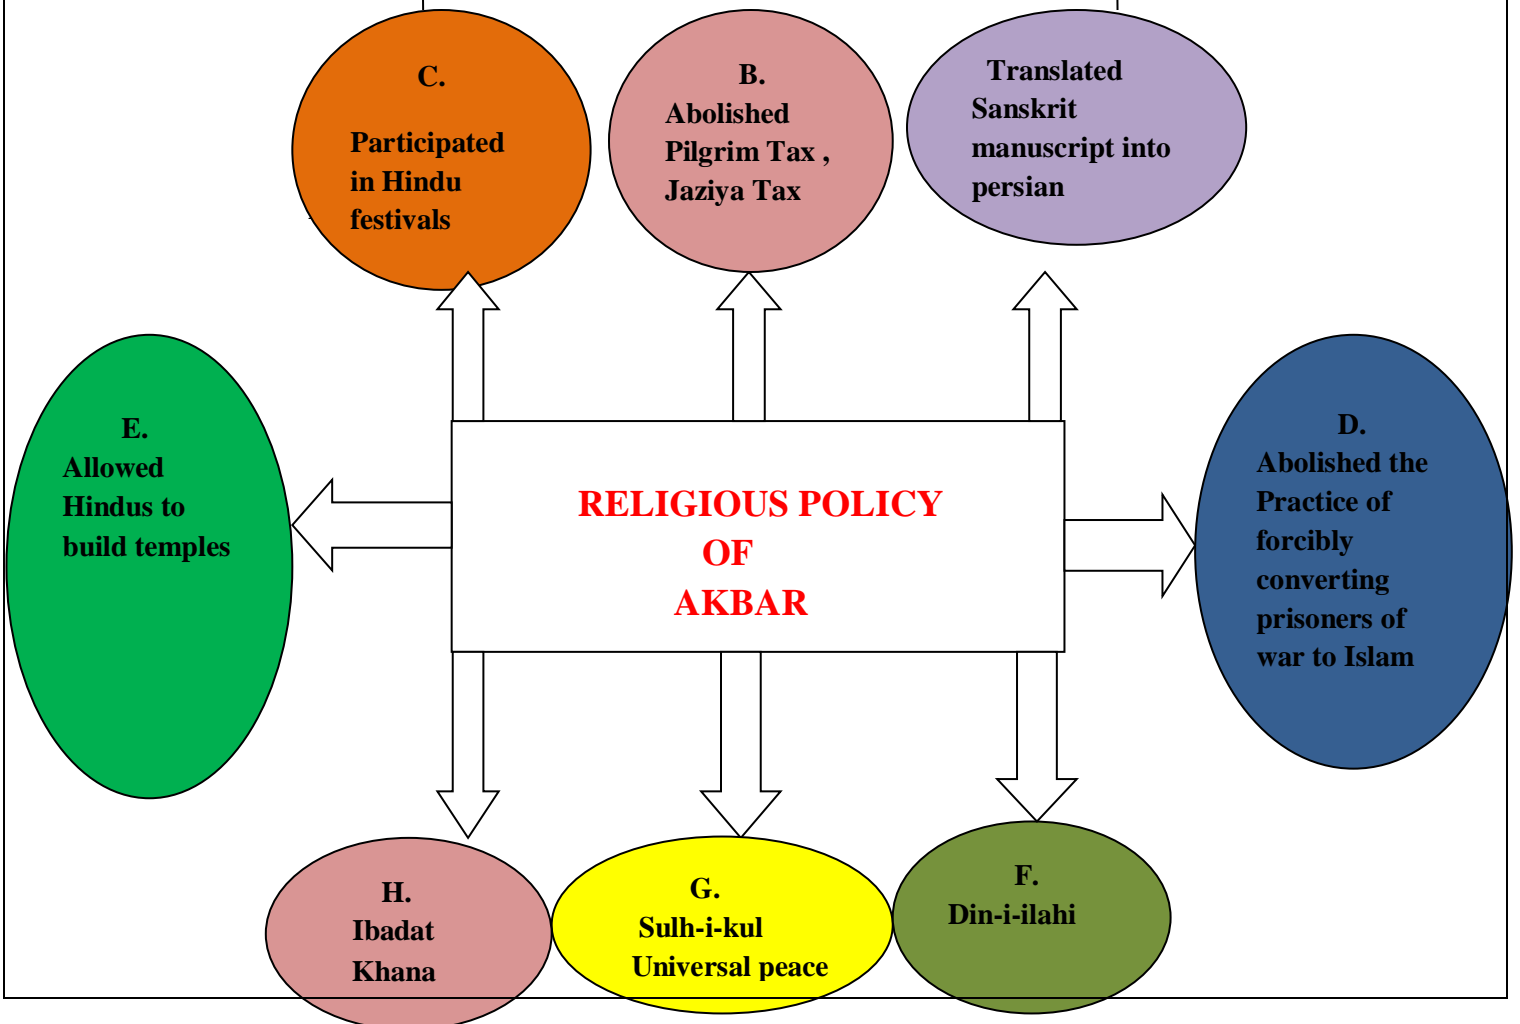 C.
Participated
in Hindu
festivals
B.
Abolished
Pilgrim Tax ,
Jaziya Tax
Translated
Sanskrit
manuscript into
persian
E.
Allowed
Hindus to
build temples
RELIGIOUS POLICY
OF
AKBAR
D.
Abolished the
Practice of
forcibly
converting
prisoners of
war to Islam
H.
Ibadat
Khana
G.
Sulh-i-kul
Universal peace
F.
Din-i-ilahi